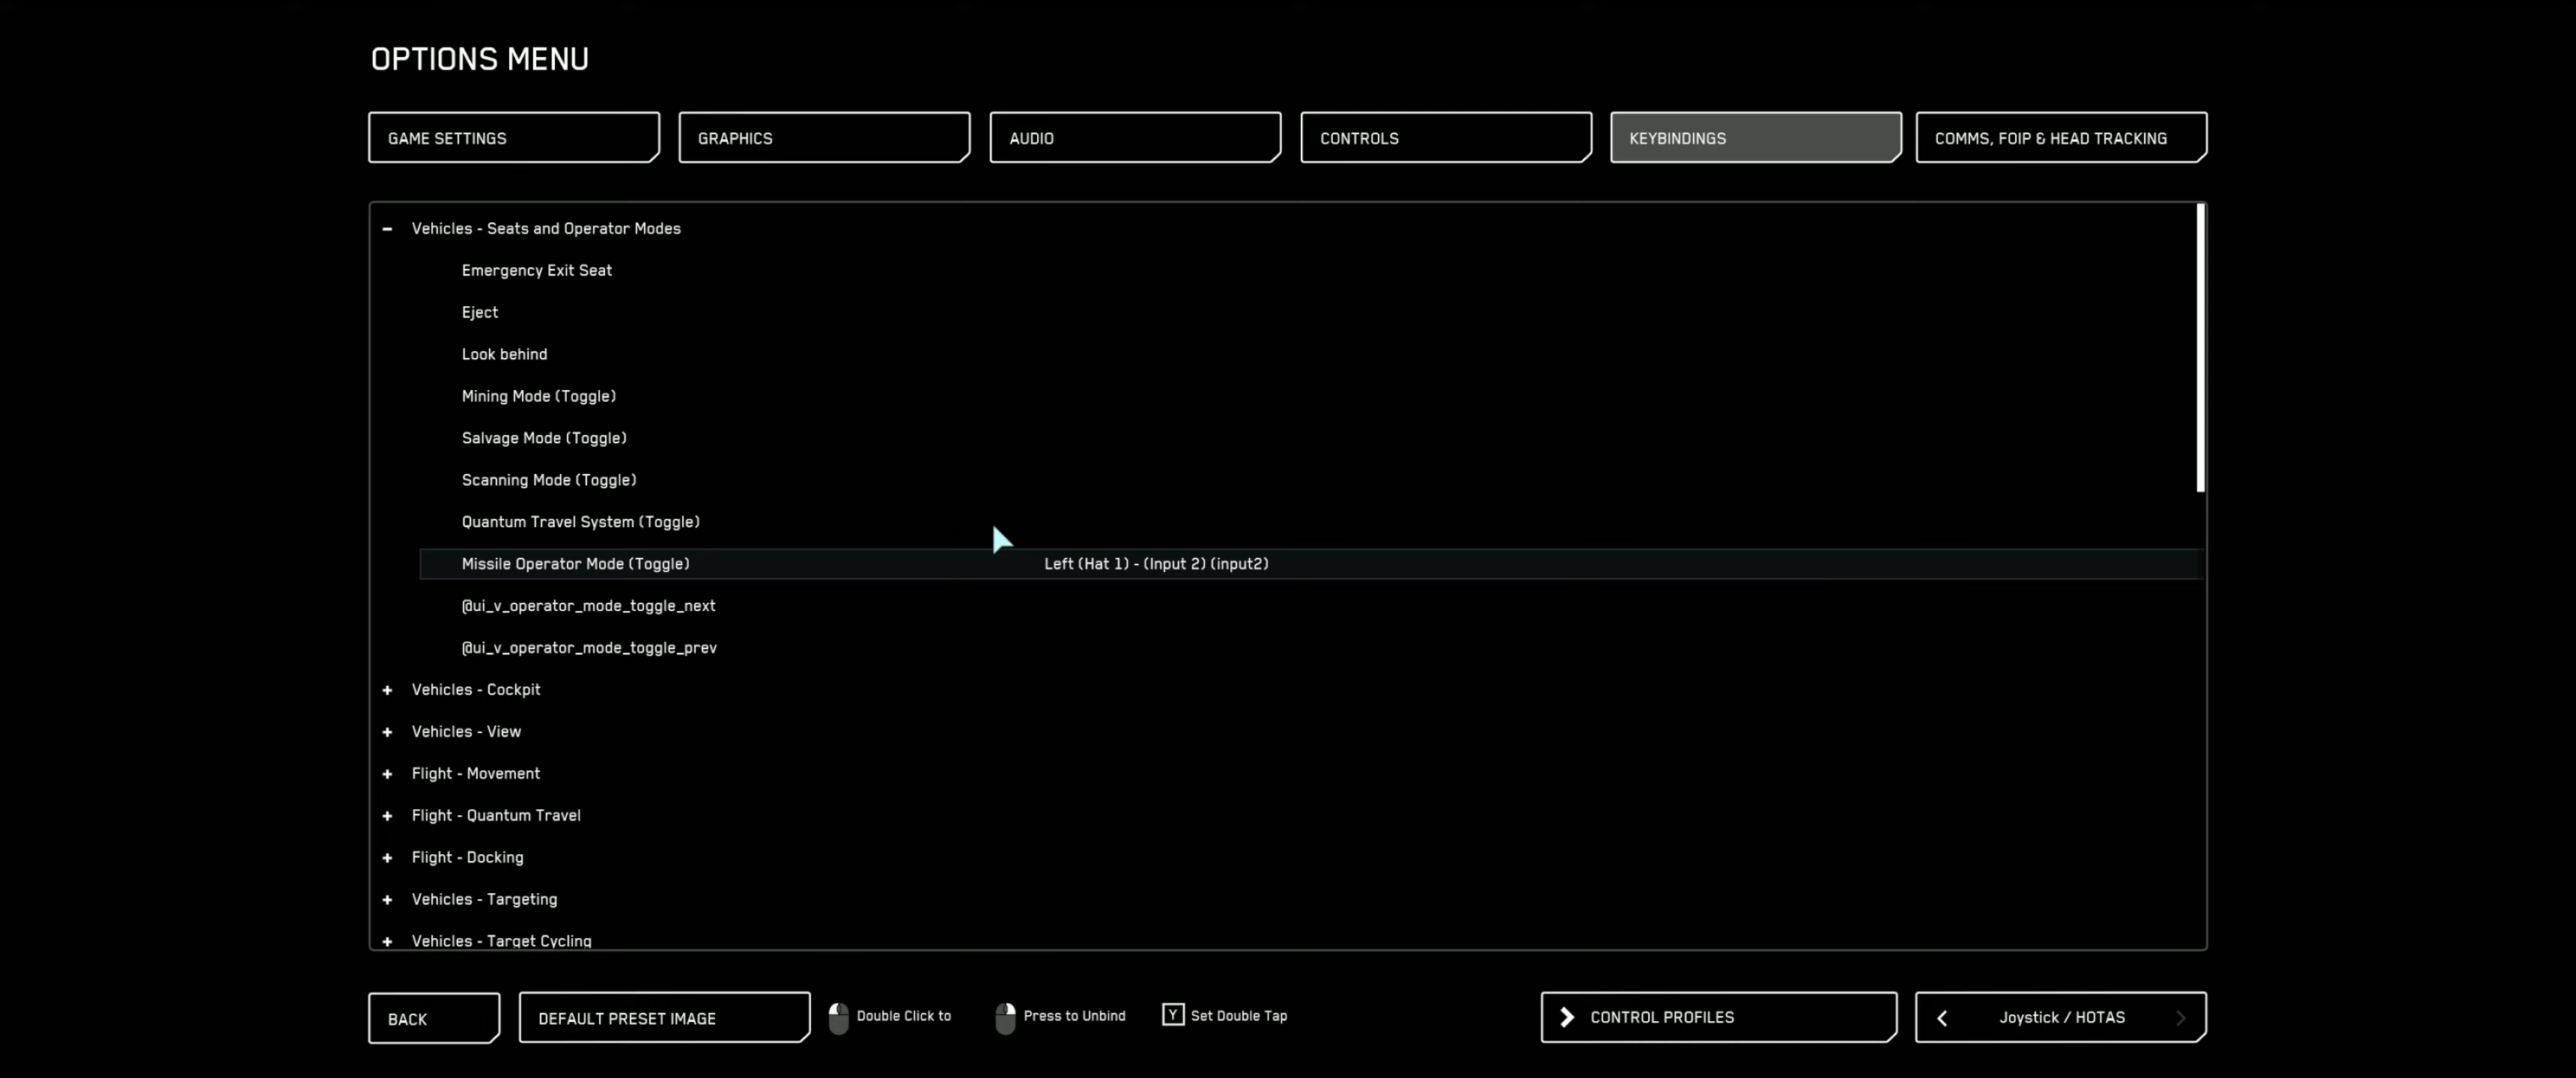 OPTIONS MENU
GAME SETTINGS
GRAPHICS
AUDIO
CONTROLS
KEYBINDINGS
COMMS, FOIP & HEAD TRACKING
− Vehicles - Seats and Operator Modes
Emergency Exit Seat
Eject
Look behind
Mining Mode (Toggle)
Salvage Mode (Toggle)
Scanning Mode (Toggle)
Quantum Travel System (Toggle)
Missile Operator Mode (Toggle) Left (Hat 1) - (Input 2) (input2)
@ui_v_operator_mode_toggle_next
@ui_v_operator_mode_toggle_prev
+ Vehicles - Cockpit
+ Vehicles - View
+ Flight - Movement
+ Flight - Quantum Travel
+ Flight - Docking
+ Vehicles - Targeting
+ Vehicles - Target Cycling
BACK
DEFAULT PRESET IMAGE
Double Click to
Press to Unbind
Y Set Double Tap
CONTROL PROFILES
Joystick / HOTAS